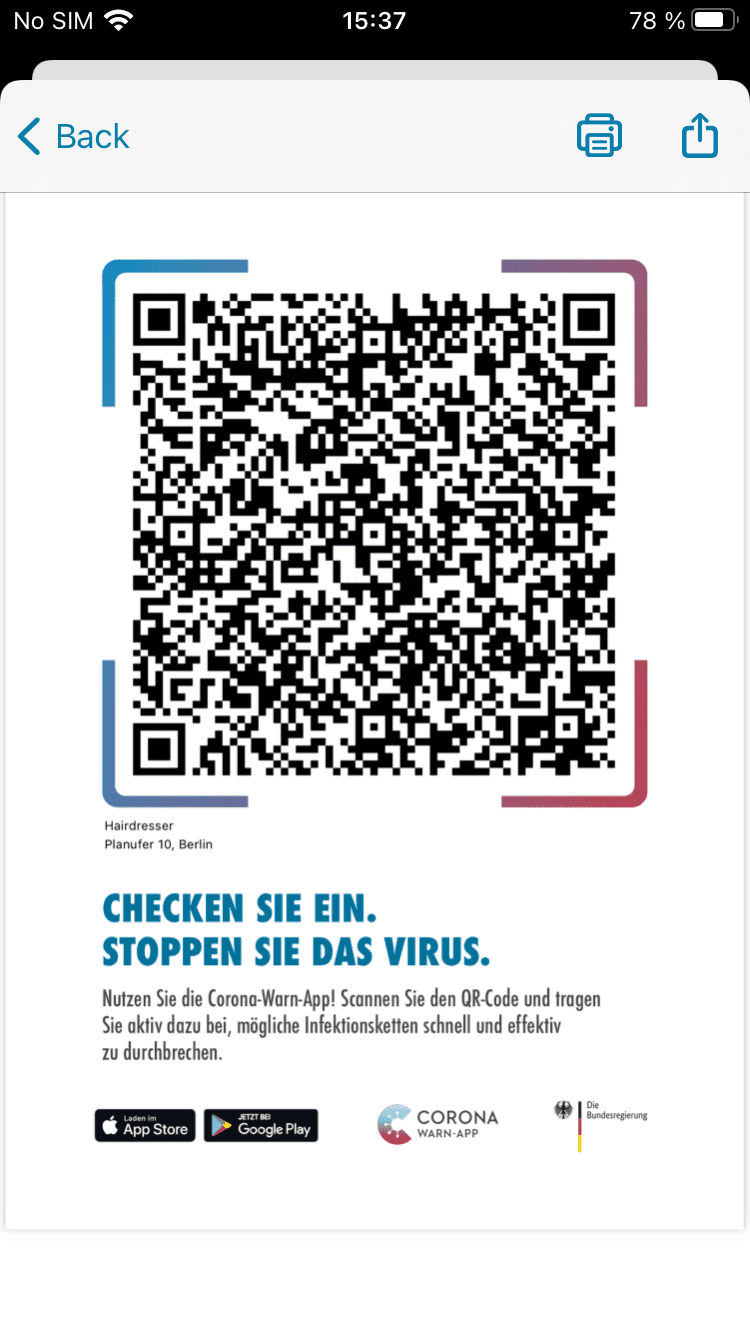 No SIM 15:37 78 %
Back
Hairdresser
Planufer 10, Berlin
CHECKEN SIE EIN.
STOPPEN SIE DAS VIRUS.
Nutzen Sie die Corona-Warn-App! Scannen Sie den QR-Code und tragen
Sie aktiv dazu bei, mögliche Infektionsketten schnell und effektiv
zu durchbrechen.
Laden im
App Store
JETZT BEI
Google Play
CORONA
WARN-APP
Die
Bundesregierung